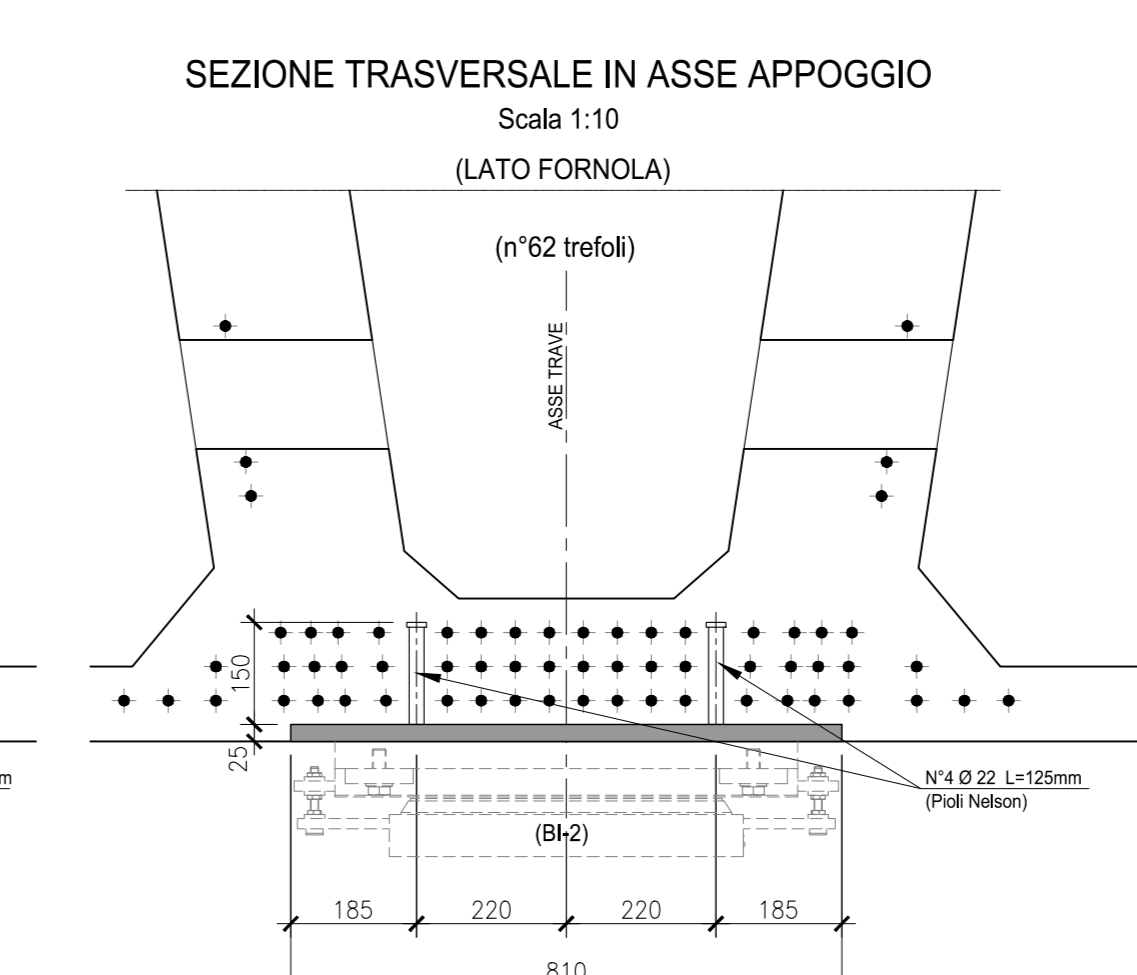 SEZIONE TRASVERSALE IN ASSE APPOGGIO
Scala 1:10
(LATO FORNOLA)
(n°62 trefoli)
ASSE TRAVE
150
25
m
N°4 Ø 22 L=125mm
(Pioli Nelson)
(BI-2)
185
220
220
185
810